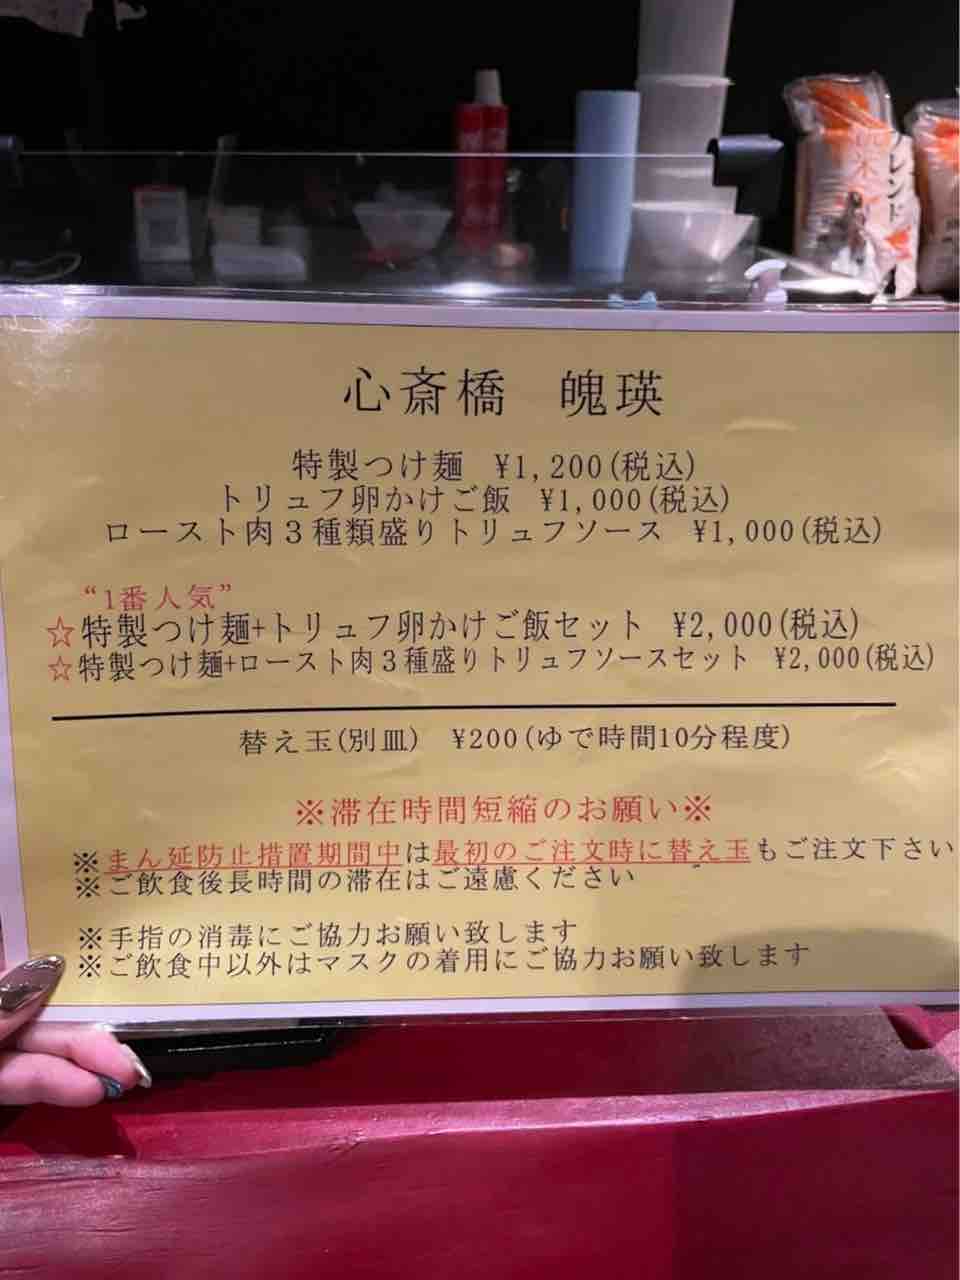 心斎橋 魄瑛
特製つけ麺 ¥1,200(税込)
トリュフ卵かけご飯 ¥1,000(税込)
ロースト肉3種類盛りトリュフソース ¥1,000(税込)
“1番人気”
☆特製つけ麺+トリュフ卵かけご飯セット ¥2,000(税込)
☆特製つけ麺+ロースト肉3種盛りトリュフソースセット ¥2,000(税込)
替え玉(別皿) ¥200(ゆで時間10分程度)
※滞在時間短縮のお願い※
※まん延防止措置期間中は最初のご注文時に替え玉もご注文下さい
※ご飲食後長時間の滞在はご遠慮ください
※手指の消毒にご協力お願い致します
※ご飲食中以外はマスクの着用にご協力お願い致します